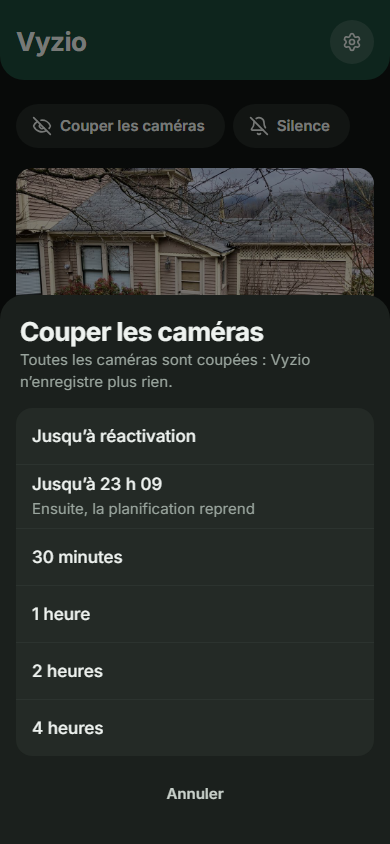 Vyzio
Couper les caméras
Silence
Couper les caméras
Toutes les caméras sont coupées : Vyzio
n’enregistre plus rien.
Jusqu’à réactivation
Jusqu’à 23 h 09
Ensuite, la planification reprend
30 minutes
1 heure
2 heures
4 heures
Annuler